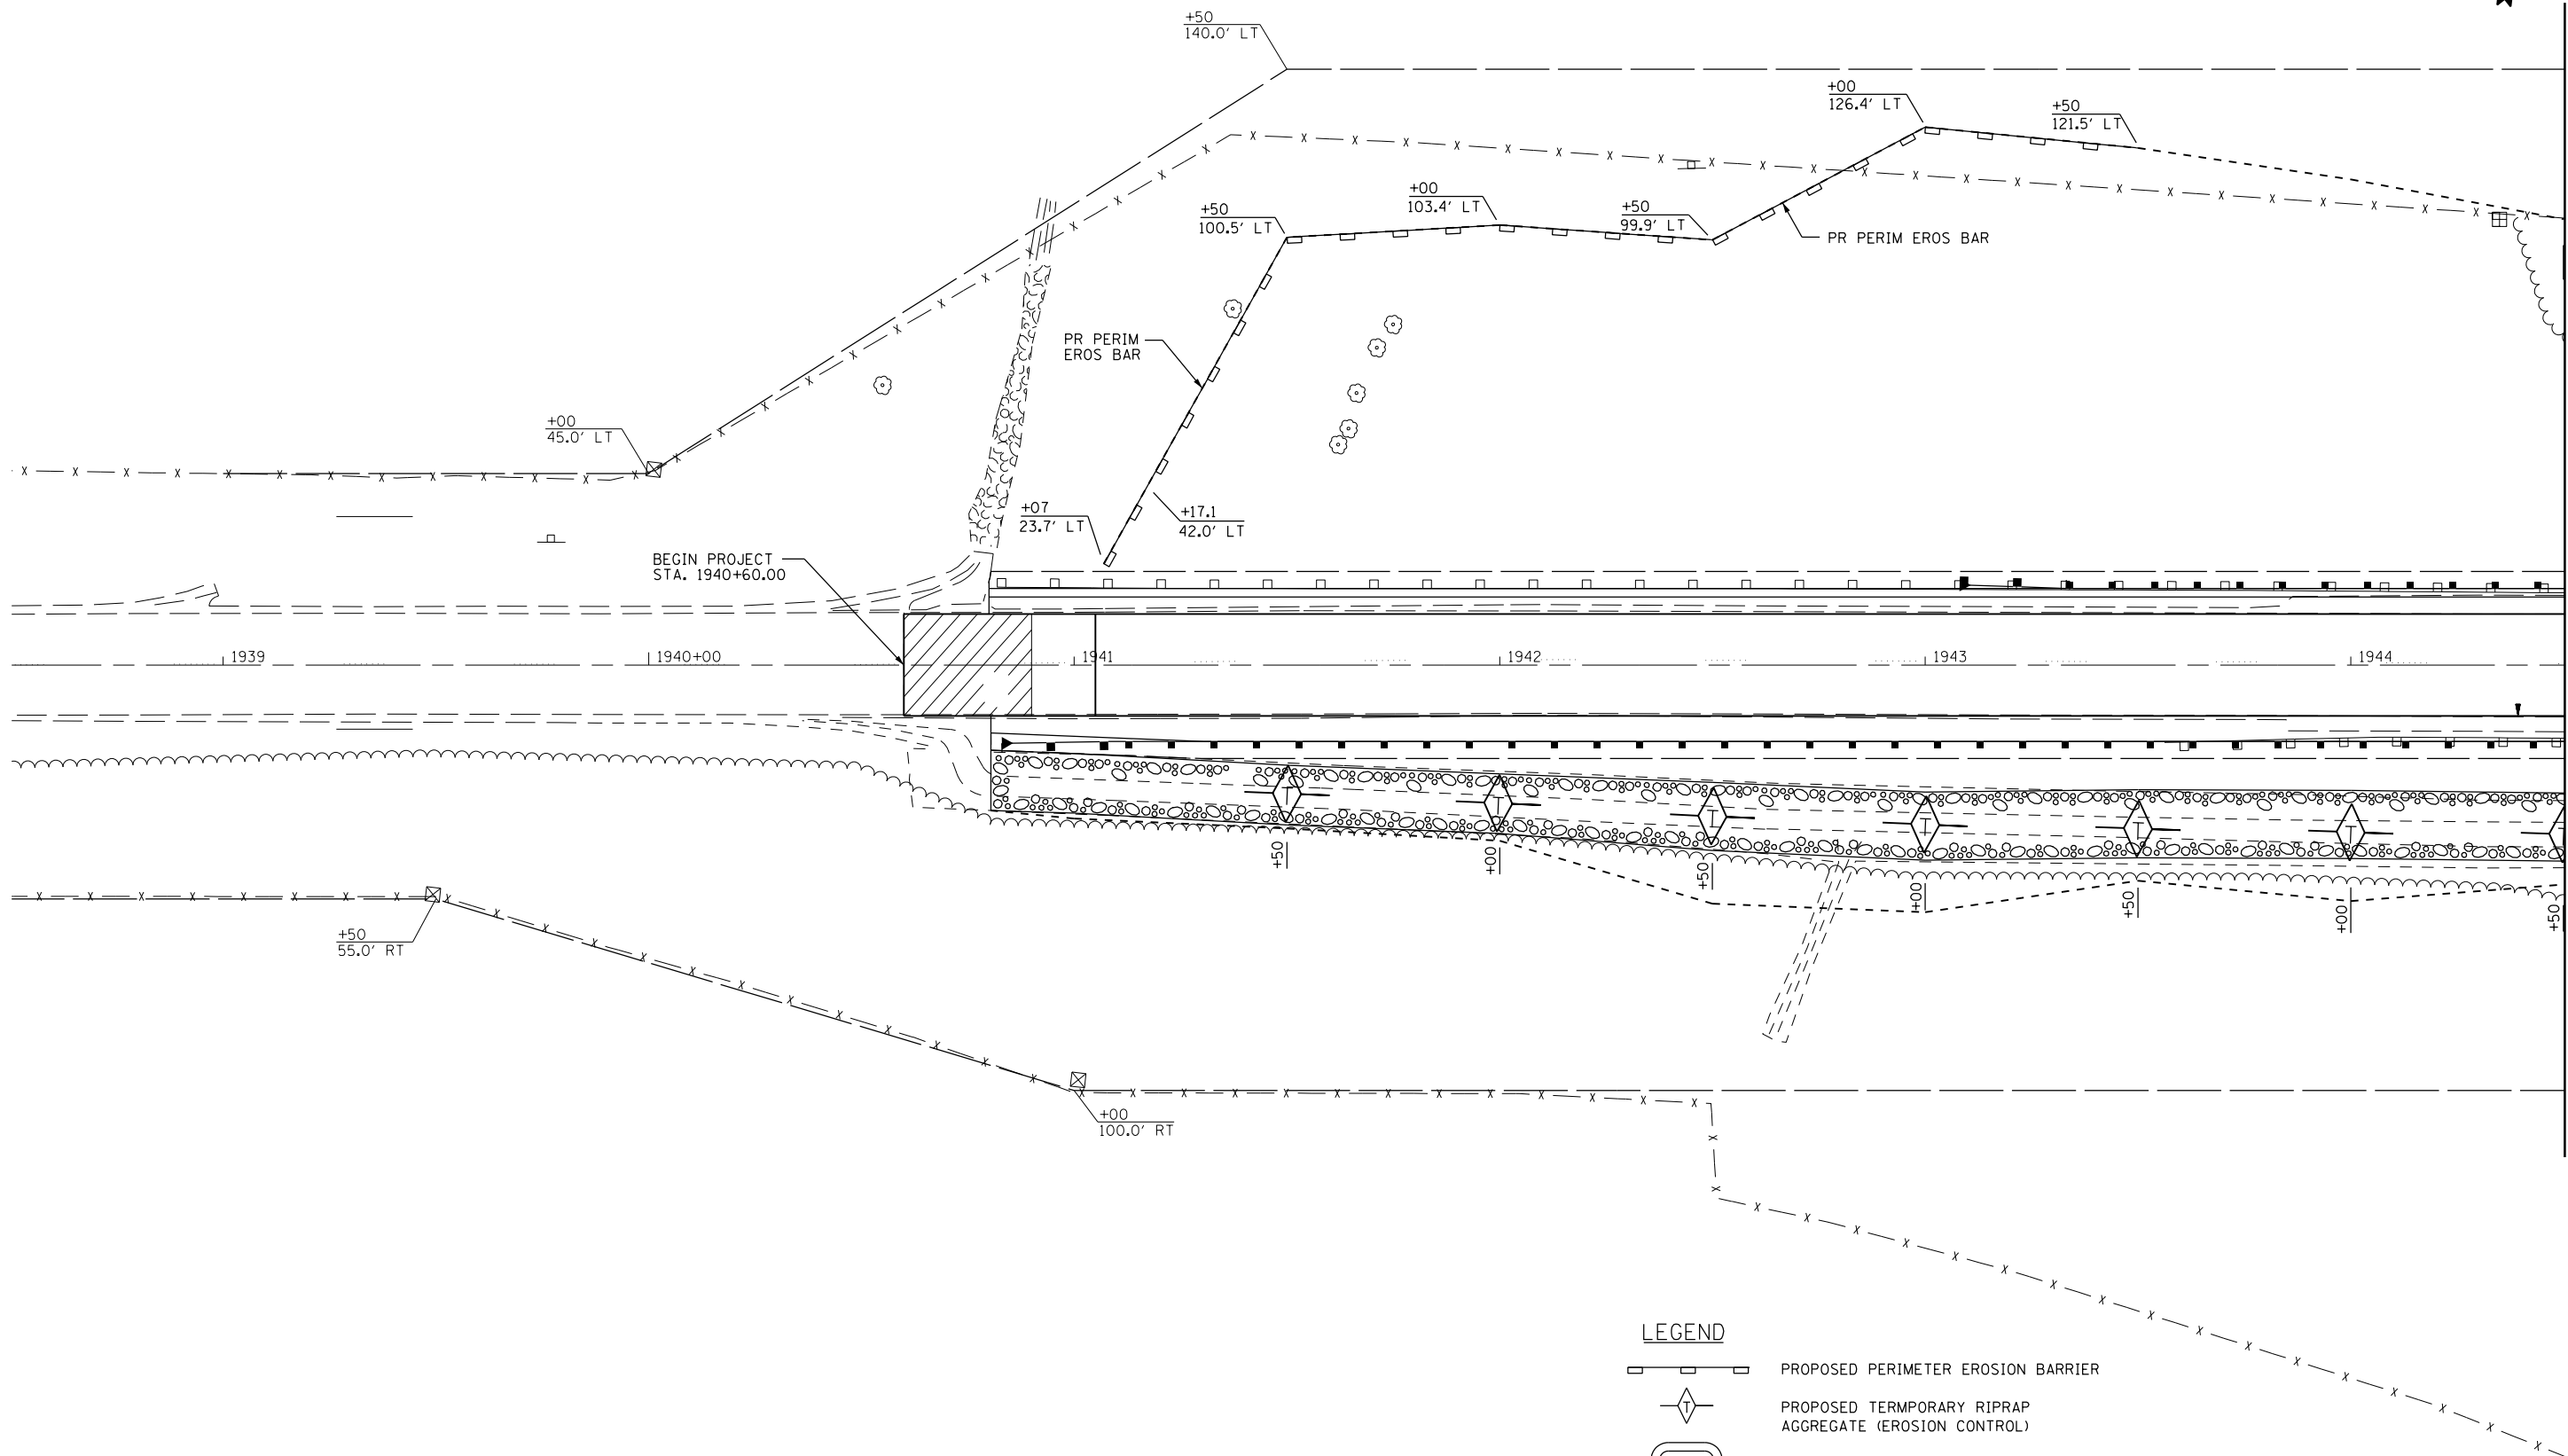 +50
140.0' LT
+00
126.4' LT
+50
121.5' LT
+00
103.4' LT
+50
100.5' LT
+50
99.9' LT
PR PERIM EROS BAR
PR PERIM
EROS BAR
+00
45.0' LT
+07
23.7' LT
+17.1
42.0' LT
BEGIN PROJECT
STA. 1940+60.00
1939
1940+00
1941
1942
1943
1944
T
T
T
T
T
T
+50
+00
+50
+00
+50
+00
+50
+50
55.0' RT
+00
100.0' RT
LEGEND
PROPOSED PERIMETER EROSION BARRIER
T
PROPOSED TERMPORARY RIPRAP
AGGREGATE (EROSION CONTROL)